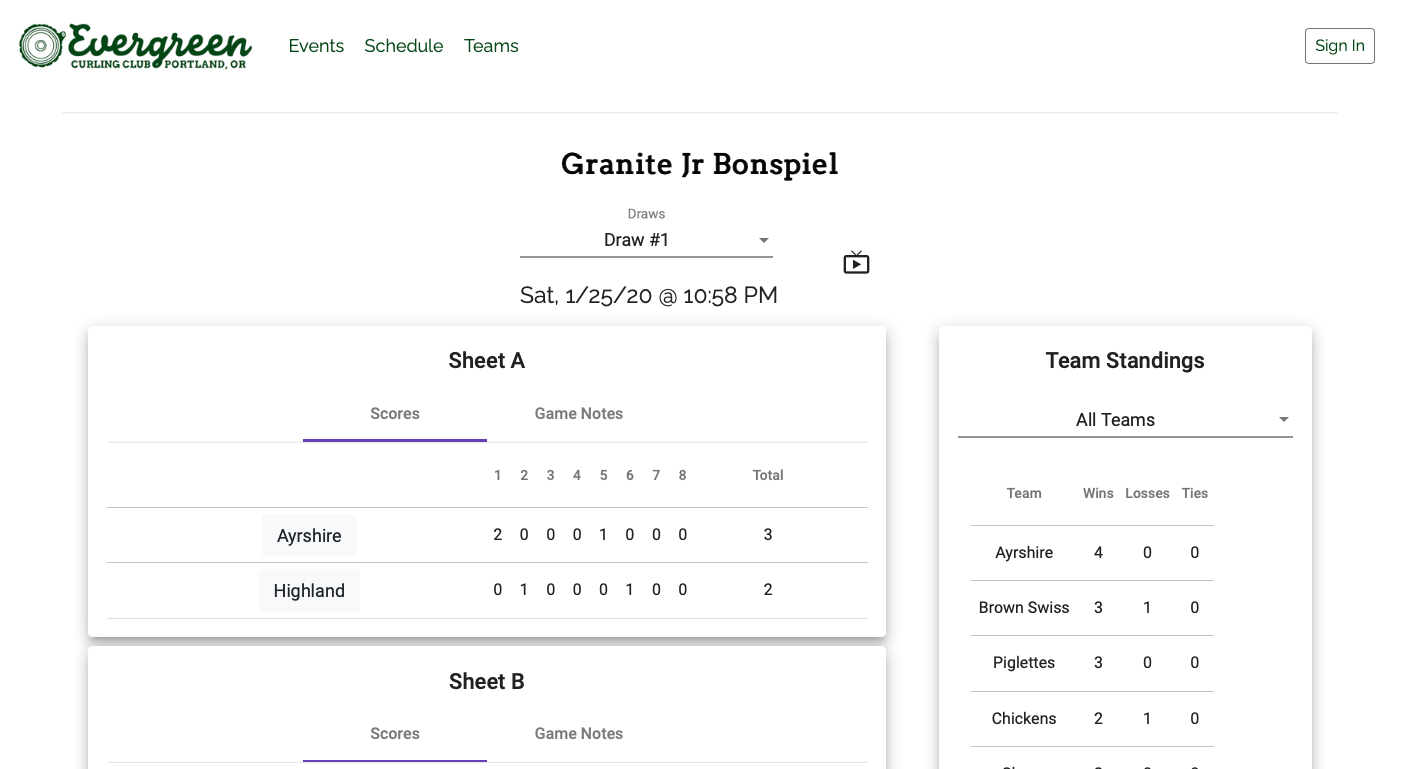 Evergreen
CURLING CLUB PORTLAND, OR
Events Schedule Teams
Sign In
Granite Jr Bonspiel
Draws
Draw #1
Sat, 1/25/20 @ 10:58 PM
Sheet A
Scores Game Notes
1 2 3 4 5 6 7 8 Total
Ayrshire 2 0 0 0 1 0 0 0 3
Highland 0 1 0 0 0 1 0 0 2
Sheet B
Scores Game Notes
Team Standings
All Teams
Team Wins Losses Ties
Ayrshire 4 0 0
Brown Swiss 3 1 0
Piglettes 3 0 0
Chickens 2 1 0